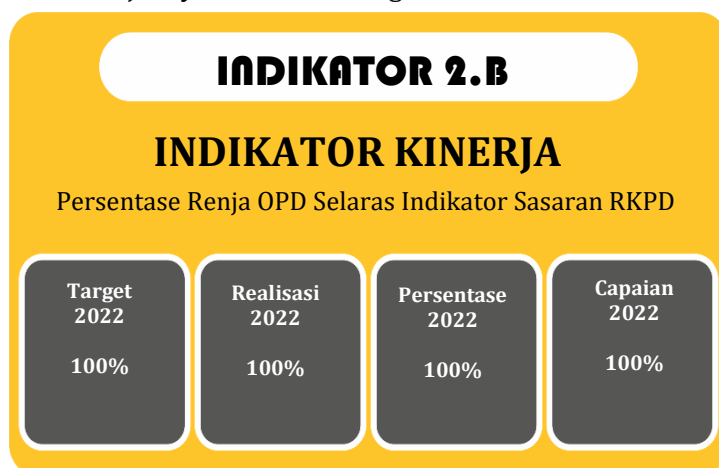 INDIKATOR 2.B
INDIKATOR KINERJA
Persentase Renja OPD Selaras Indikator Sasaran RKPD
Target
2022
100%
Realisasi
2022
100%
Persentase
2022
100%
Capaian
2022
100%